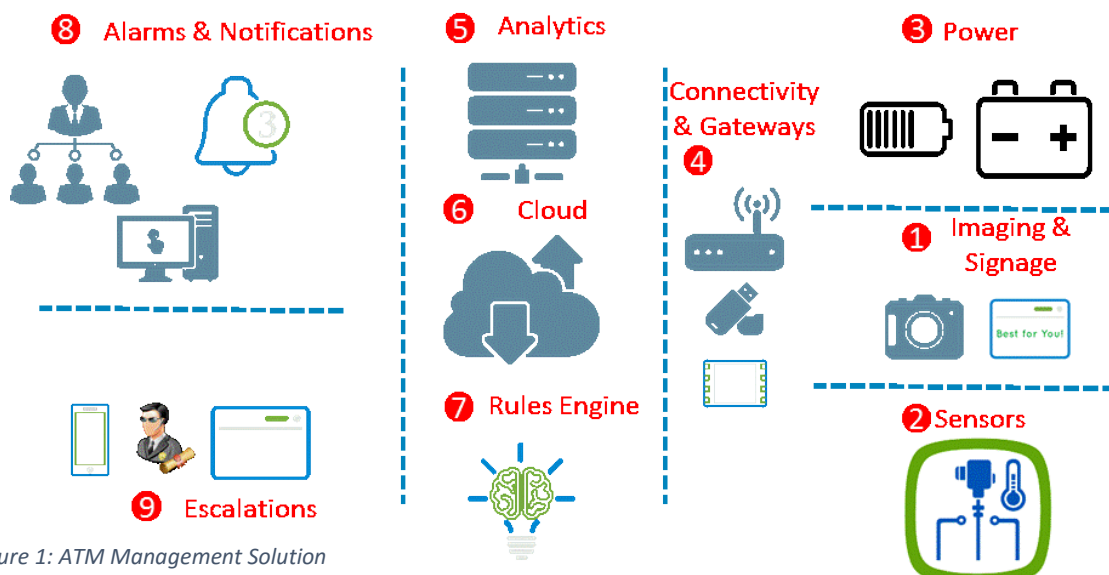 8 Alarms & Notifications
3
5 Analytics
6 Cloud
7 Rules Engine
Connectivity
& Gateways
4
3 Power
1 Imaging &
Signage
Best for You!
2 Sensors
9 Escalations
ure 1: ATM Management Solution